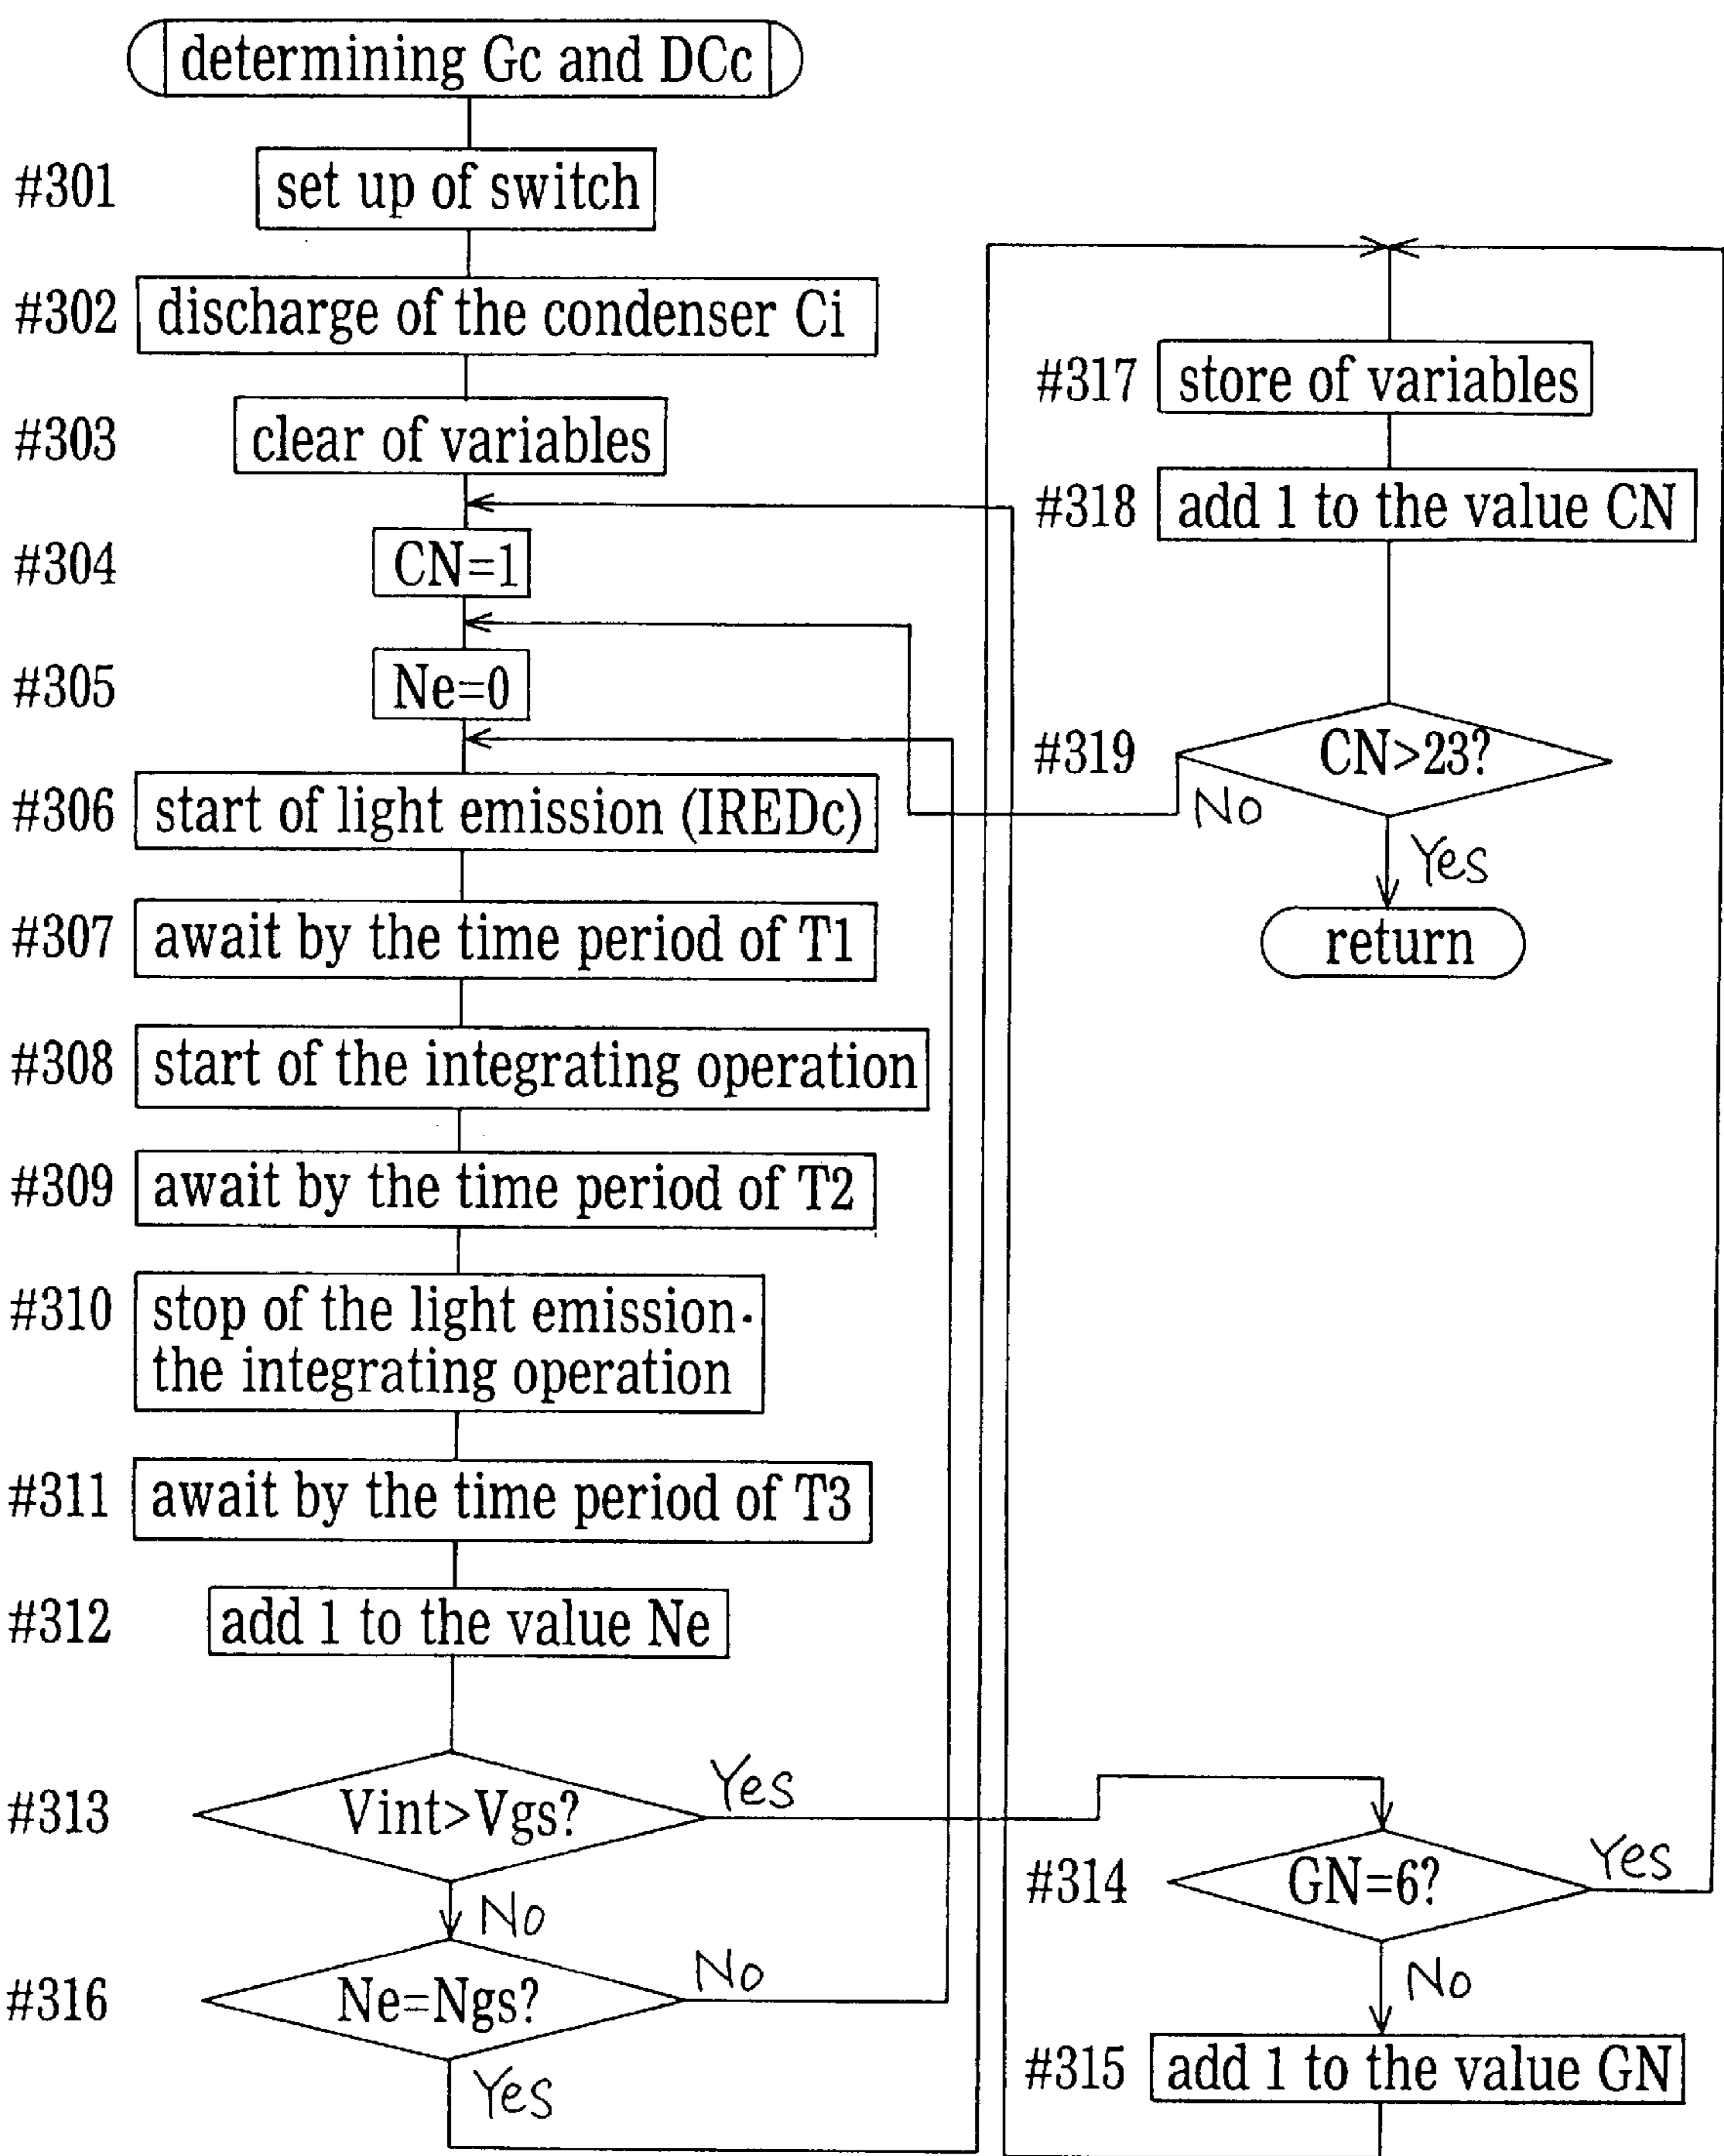 determining Gc and DCc
#301 set up of switch
#302 discharge of the condenser Ci
#303 clear of variables
#304 CN=1
#305 Ne=0
#306 start of light emission (IREDc)
#307 await by the time period of T1
#308 start of the integrating operation
#309 await by the time period of T2
#310 stop of the light emission·
the integrating operation
#311 await by the time period of T3
#312 add 1 to the value Ne
#313 Vint>Vgs? Yes
No
#316 Ne=Ngs? No
Yes
#314 GN=6? Yes
No
#315 add 1 to the value GN
#317 store of variables
#318 add 1 to the value CN
#319 CN>23?
No
Yes
return